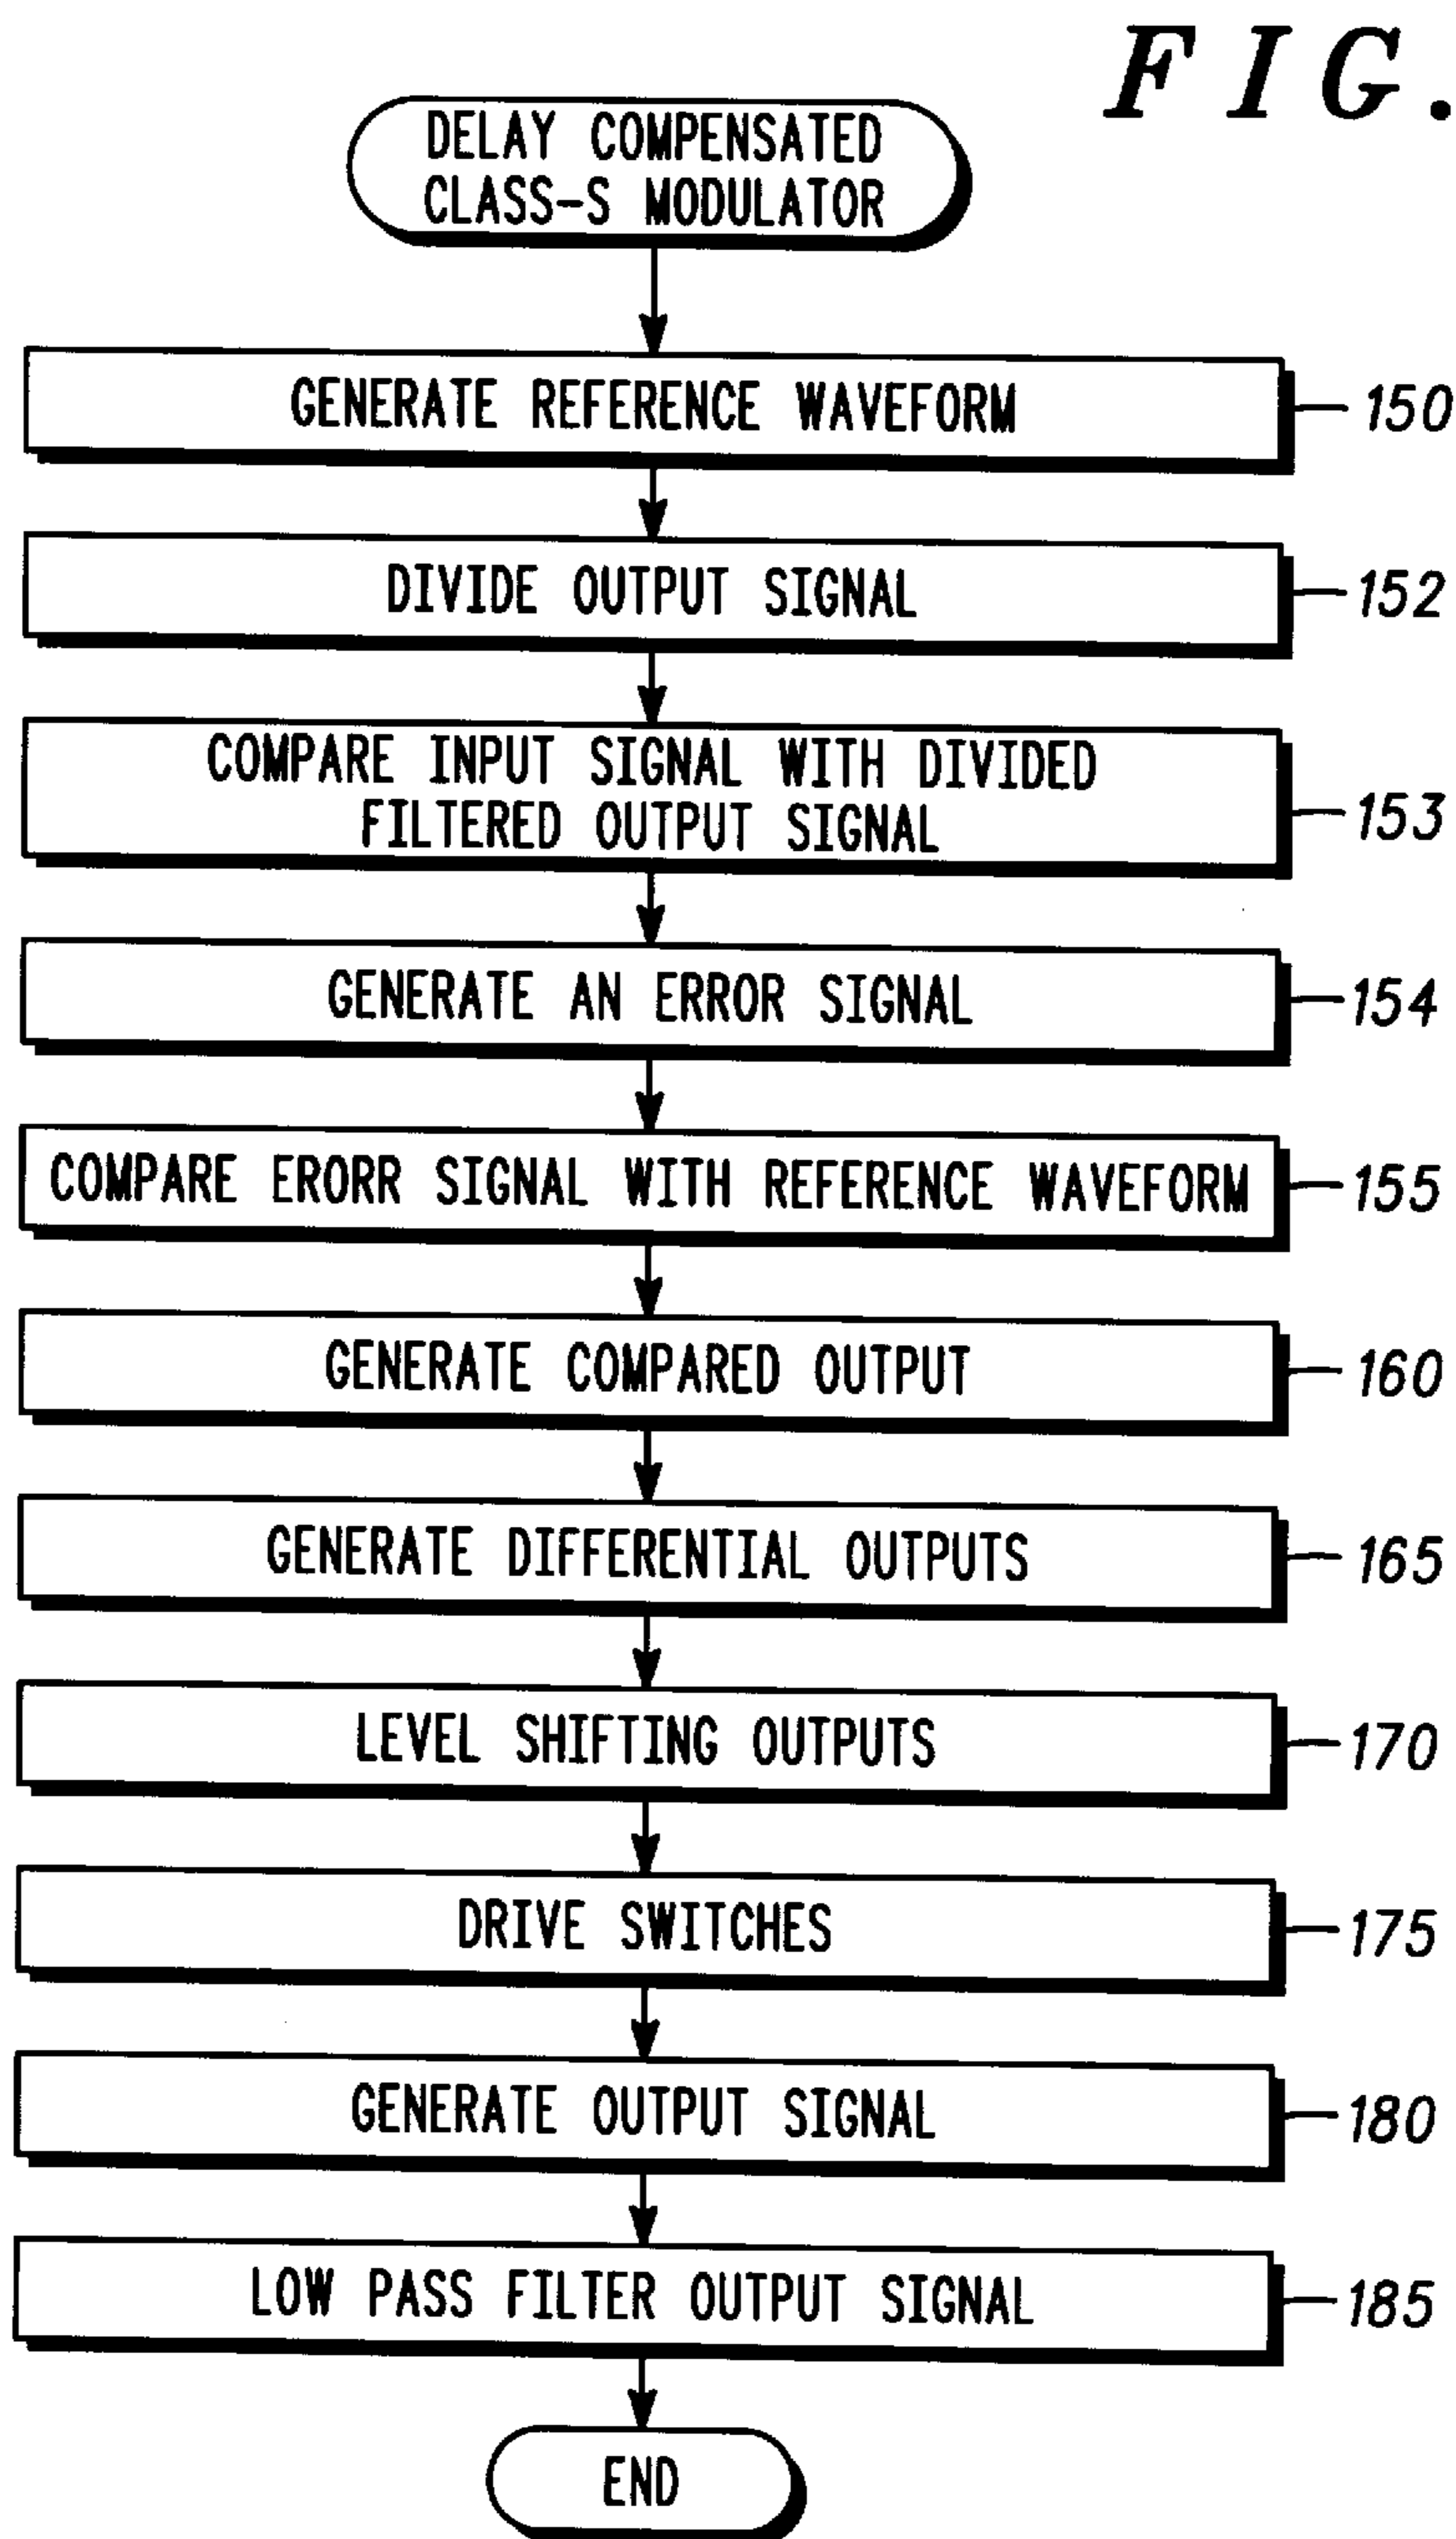 FIG.
DELAY COMPENSATED
CLASS-S MODULATOR
GENERATE REFERENCE WAVEFORM
150
DIVIDE OUTPUT SIGNAL
152
COMPARE INPUT SIGNAL WITH DIVIDED
FILTERED OUTPUT SIGNAL
153
GENERATE AN ERROR SIGNAL
154
COMPARE ERORR SIGNAL WITH REFERENCE WAVEFORM
155
GENERATE COMPARED OUTPUT
160
GENERATE DIFFERENTIAL OUTPUTS
165
LEVEL SHIFTING OUTPUTS
170
DRIVE SWITCHES
175
GENERATE OUTPUT SIGNAL
180
LOW PASS FILTER OUTPUT SIGNAL
185
END